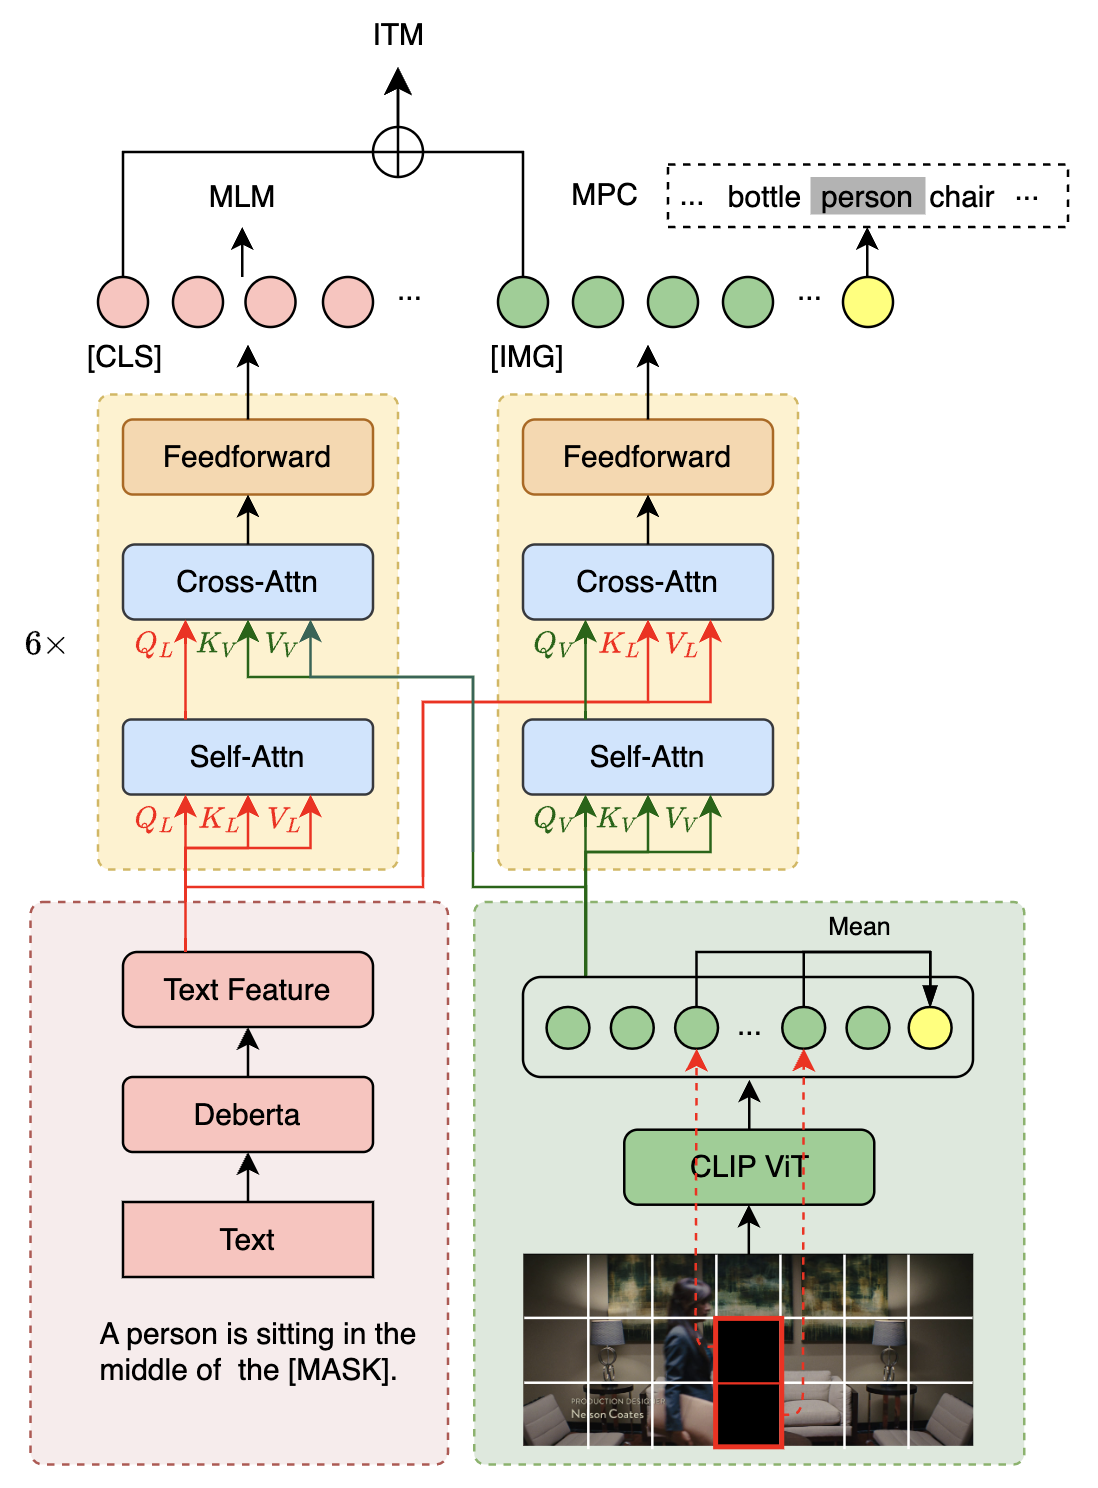 ITM
MLM
MPC
... bottle person chair ...
...
...
[CLS]
[IMG]
Feedforward
Feedforward
Cross-Attn
Cross-Attn
6×
Q_L K_V V_V
Q_V K_L V_L
Self-Attn
Self-Attn
Q_L K_L V_L
Q_V K_V V_V
Text Feature
Deberta
Text
A person is sitting in the
middle of the [MASK].
Mean
...
CLIP ViT
PRODUCTION DESIGNER
Nelson Coates